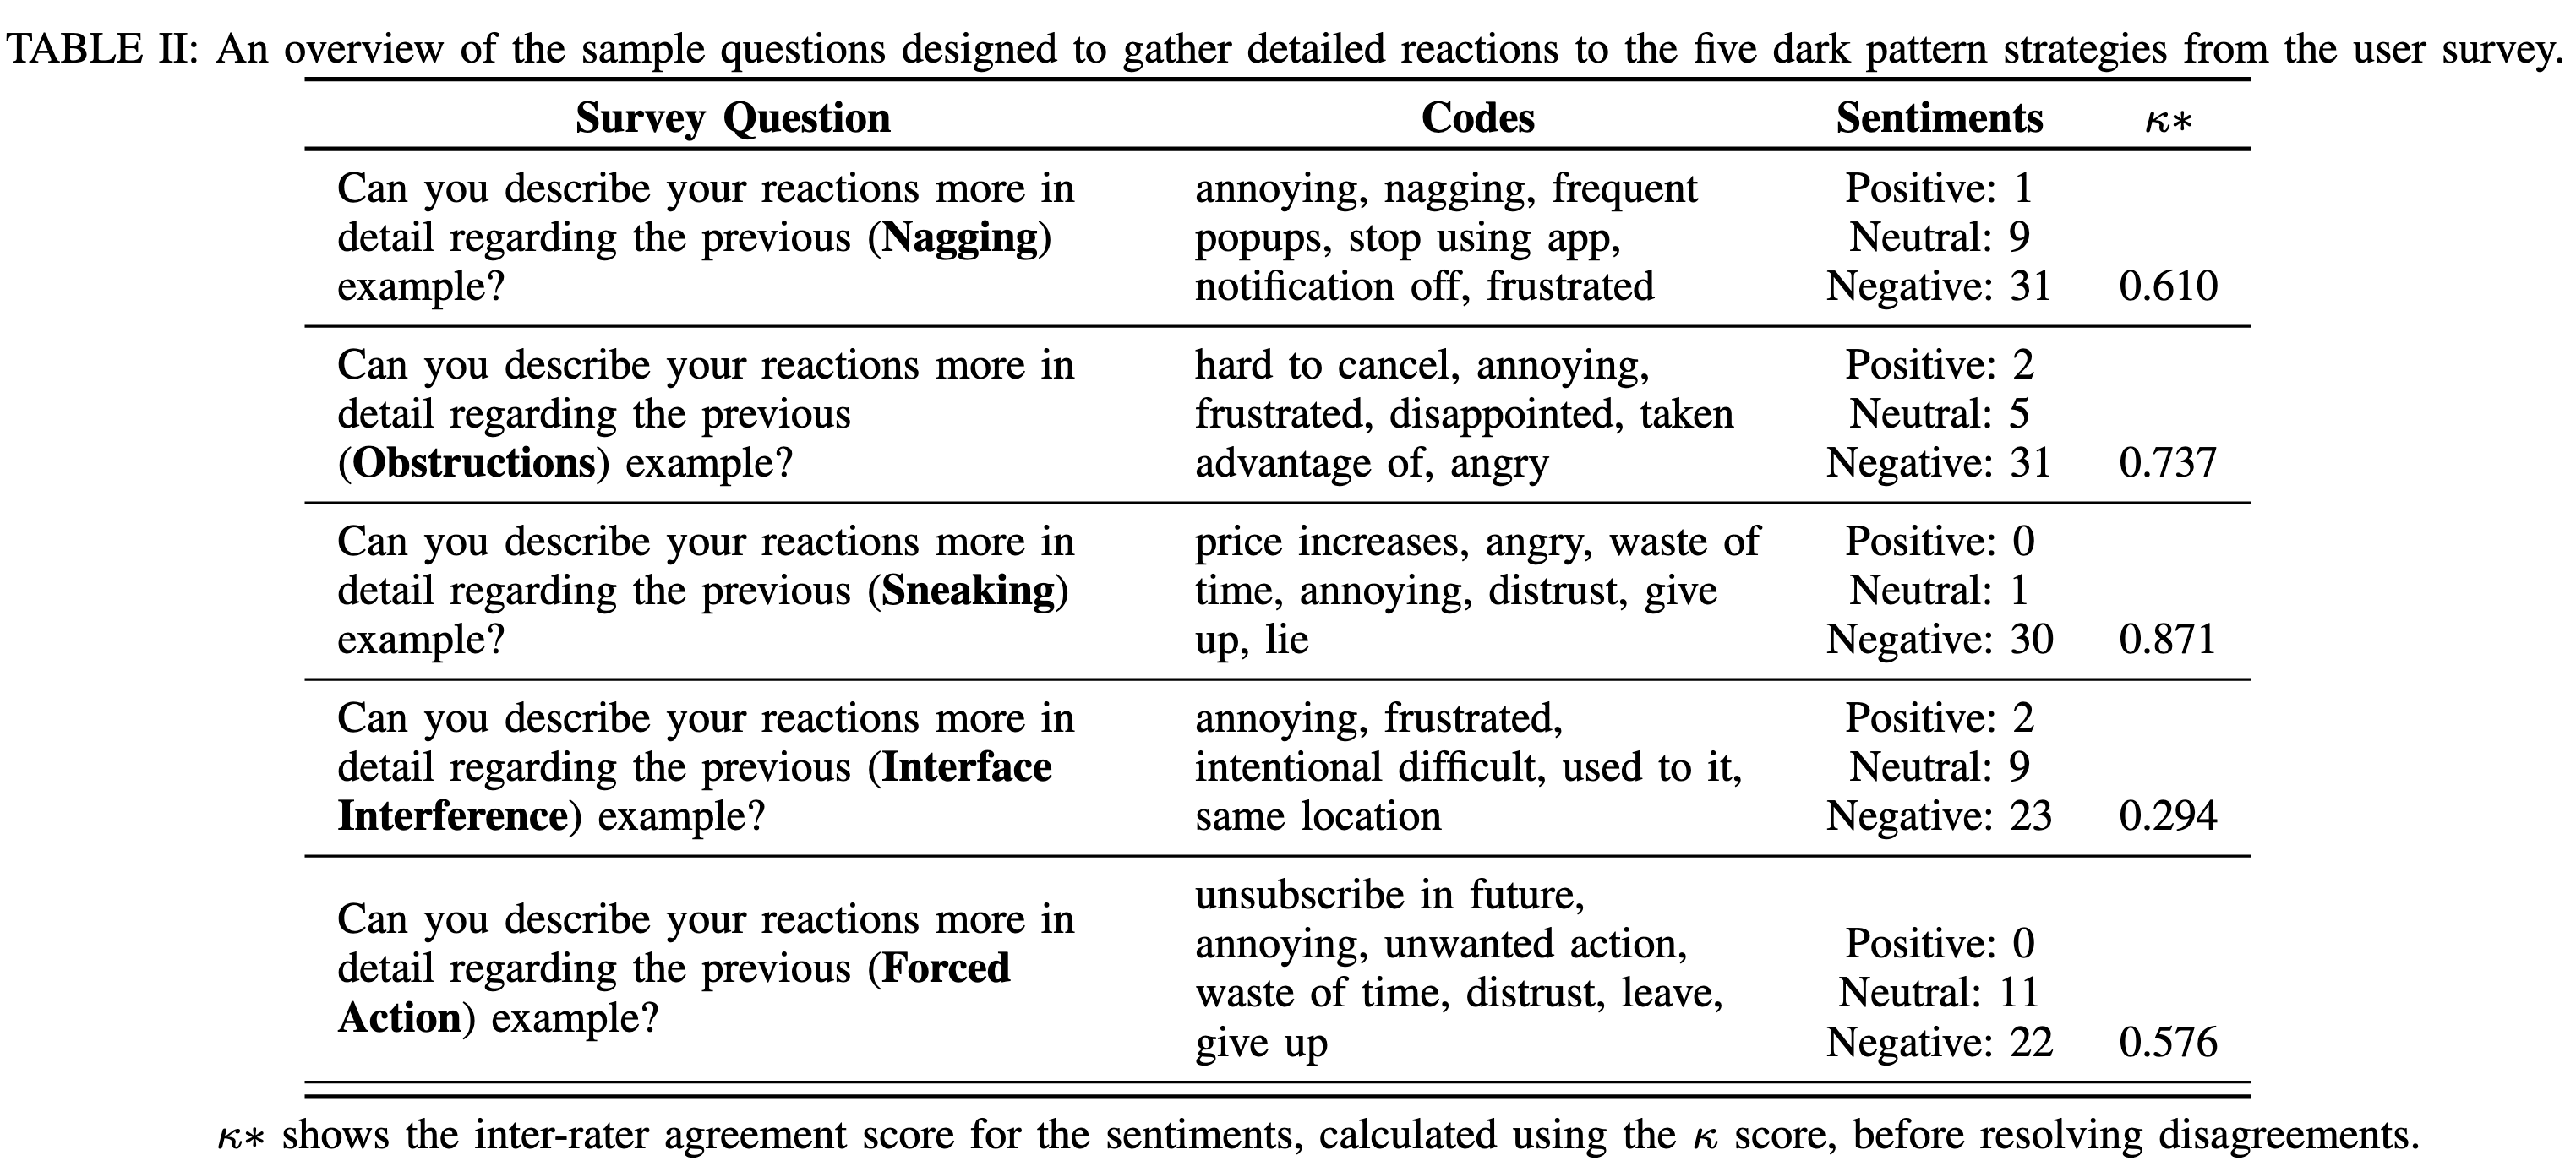 TABLE II: An overview of the sample questions designed to gather detailed reactions to the five dark pattern strategies from the user survey.
Survey Question Codes Sentiments κ∗
Can you describe your reactions more in annoying, nagging, frequent Positive: 1
detail regarding the previous (Nagging) popups, stop using app, Neutral: 9
example? notification off, frustrated Negative: 31 0.610
Can you describe your reactions more in hard to cancel, annoying, Positive: 2
detail regarding the previous frustrated, disappointed, taken Neutral: 5
(Obstructions) example? advantage of, angry Negative: 31 0.737
Can you describe your reactions more in price increases, angry, waste of Positive: 0
detail regarding the previous (Sneaking) time, annoying, distrust, give Neutral: 1
example? up, lie Negative: 30 0.871
Can you describe your reactions more in annoying, frustrated, Positive: 2
detail regarding the previous (Interface intentional difficult, used to it, Neutral: 9
Interference) example? same location Negative: 23 0.294
unsubscribe in future,
Can you describe your reactions more in annoying, unwanted action, Positive: 0
detail regarding the previous (Forced waste of time, distrust, leave, Neutral: 11
Action) example? give up Negative: 22 0.576
κ∗ shows the inter-rater agreement score for the sentiments, calculated using the κ score, before resolving disagreements.